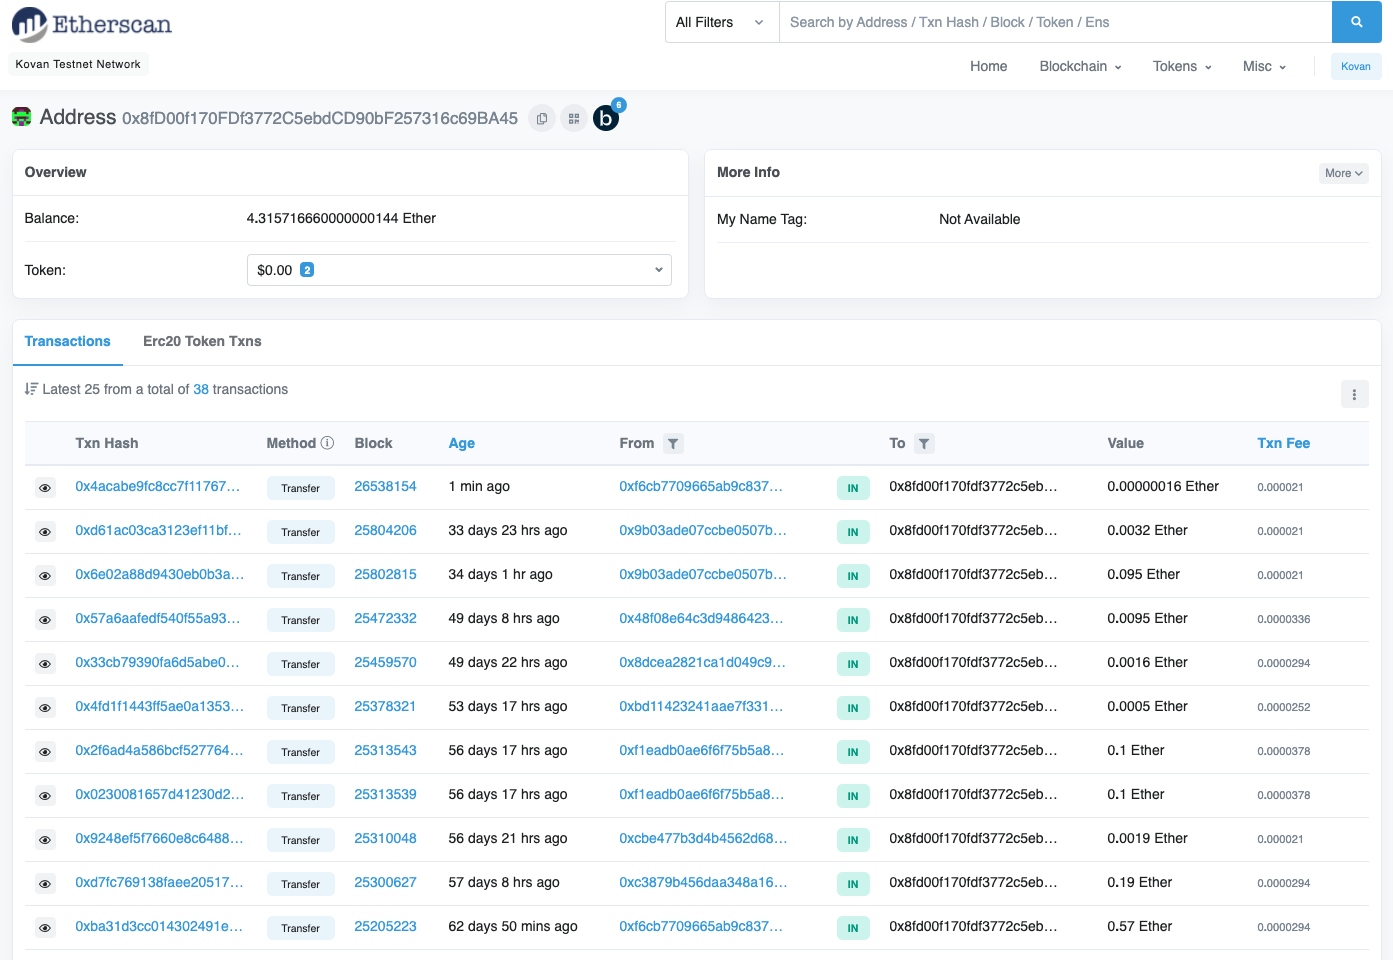 Etherscan
All Filters
Search by Address / Txn Hash / Block / Token / Ens
Kovan Testnet Network
Home Blockchain Tokens Misc Kovan
Address 0x8fD00f170FDf3772C5ebdCD90bF257316c69BA45 b 6
Overview
Balance: 4.315716660000000144 Ether
Token: $0.00 2
More Info More
My Name Tag: Not Available
Transactions Erc20 Token Txns
Latest 25 from a total of 38 transactions
Txn Hash Method Block Age From To Value Txn Fee
0x4acabe9fc8cc7f11767... Transfer 26538154 1 min ago 0xf6cb7709665ab9c837... IN 0x8fd00f170fdf3772c5eb... 0.00000016 Ether 0.000021
0xd61ac03ca3123ef11bf... Transfer 25804206 33 days 23 hrs ago 0x9b03ade07ccbe0507b... IN 0x8fd00f170fdf3772c5eb... 0.0032 Ether 0.000021
0x6e02a88d9430eb0b3a... Transfer 25802815 34 days 1 hr ago 0x9b03ade07ccbe0507b... IN 0x8fd00f170fdf3772c5eb... 0.095 Ether 0.000021
0x57a6aafedf540f55a93... Transfer 25472332 49 days 8 hrs ago 0x48f08e64c3d9486423... IN 0x8fd00f170fdf3772c5eb... 0.0095 Ether 0.0000336
0x33cb79390fa6d5abe0... Transfer 25459570 49 days 22 hrs ago 0x8dcea2821ca1d049c9... IN 0x8fd00f170fdf3772c5eb... 0.0016 Ether 0.0000294
0x4fd1f1443ff5ae0a1353... Transfer 25378321 53 days 17 hrs ago 0xbd11423241aae7f331... IN 0x8fd00f170fdf3772c5eb... 0.0005 Ether 0.0000252
0x2f6ad4a586bcf527764... Transfer 25313543 56 days 17 hrs ago 0xf1eadb0ae6f6f75b5a8... IN 0x8fd00f170fdf3772c5eb... 0.1 Ether 0.0000378
0x0230081657d41230d2... Transfer 25313539 56 days 17 hrs ago 0xf1eadb0ae6f6f75b5a8... IN 0x8fd00f170fdf3772c5eb... 0.1 Ether 0.0000378
0x9248ef5f7660e8c6488... Transfer 25310048 56 days 21 hrs ago 0xcbe477b3d4b4562d68... IN 0x8fd00f170fdf3772c5eb... 0.0019 Ether 0.000021
0xd7fc769138faee20517... Transfer 25300627 57 days 8 hrs ago 0xc3879b456daa348a16... IN 0x8fd00f170fdf3772c5eb... 0.19 Ether 0.0000294
0xba31d3cc014302491e... Transfer 25205223 62 days 50 mins ago 0xf6cb7709665ab9c837... IN 0x8fd00f170fdf3772c5eb... 0.57 Ether 0.0000294